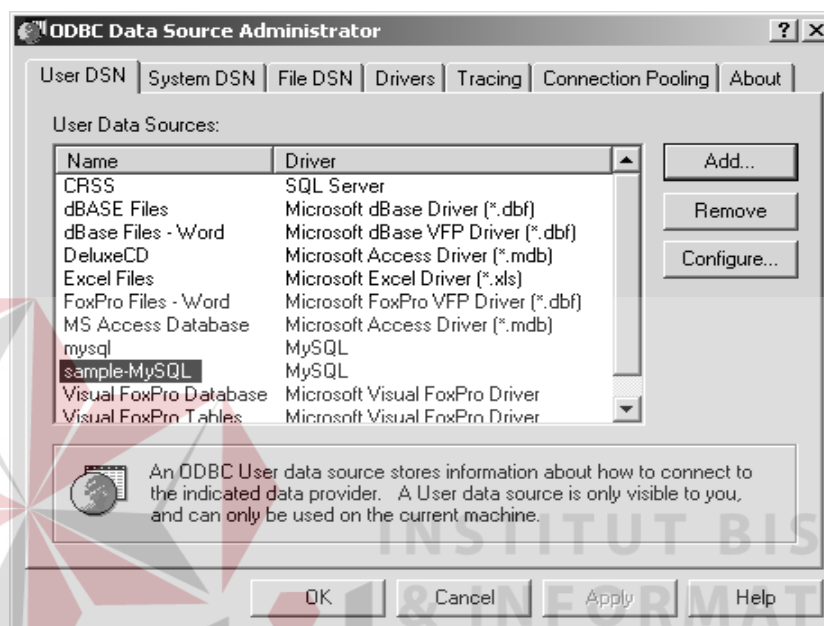 ODBC Data Source Administrator
User DSN System DSN File DSN Drivers Tracing Connection Pooling About
User Data Sources:
Name Driver
CRSS SQL Server
dBASE Files Microsoft dBase Driver (*.dbf)
dBase Files - Word Microsoft dBase VFP Driver (*.dbf)
DeluxeCD Microsoft Access Driver (*.mdb)
Excel Files Microsoft Excel Driver (*.xls)
FoxPro Files - Word Microsoft FoxPro VFP Driver (*.dbf)
MS Access Database Microsoft Access Driver (*.mdb)
mysql MySQL
sample-MySQL MySQL
Visual FoxPro Database Microsoft Visual FoxPro Driver
Visual FoxPro Tables Microsoft Visual FoxPro Driver
Add...
Remove
Configure...
An ODBC User data source stores information about how to connect to
the indicated data provider. A User data source is only visible to you,
and can only be used on the current machine.
INSTITUT BIS
OK Cancel Apply Help
& INFORMAT